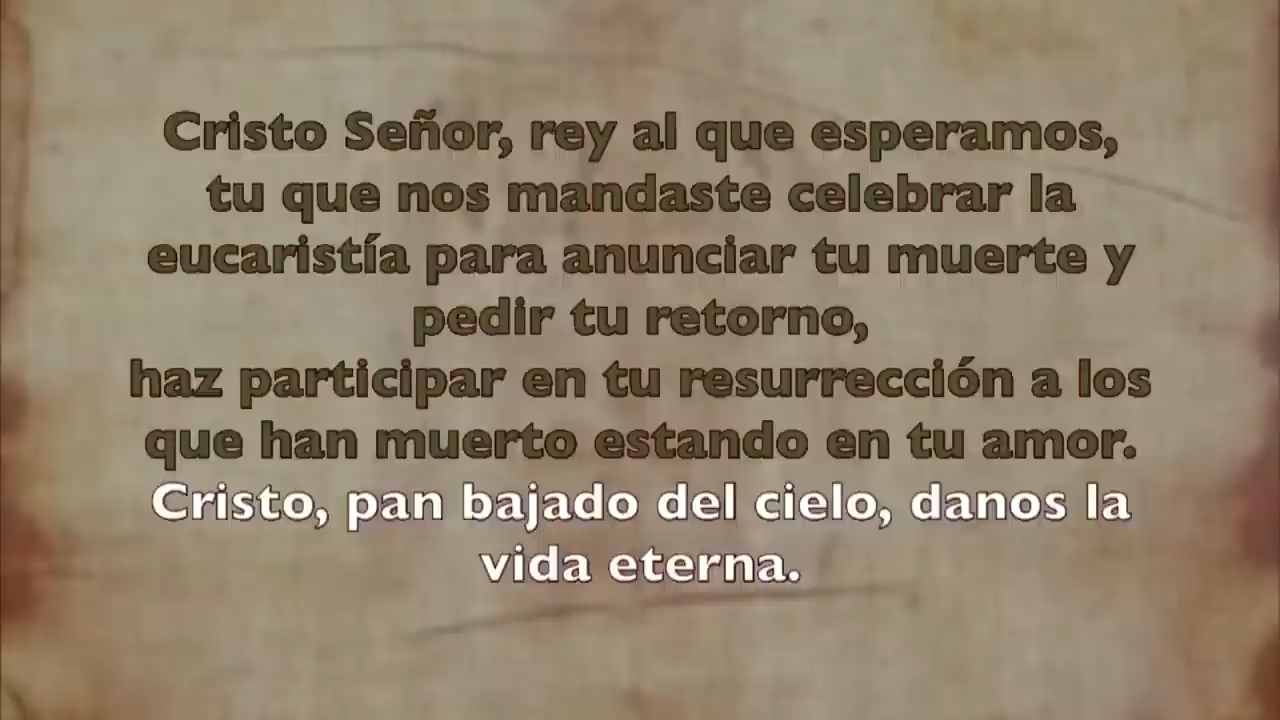 Cristo Señor, rey al que esperamos,
tu que nos mandaste celebrar la
eucaristía para anunciar tu muerte y
pedir tu retorno,
haz participar en tu resurrección a los
que han muerto estando en tu amor.
Cristo, pan bajado del cielo, danos la
vida eterna.